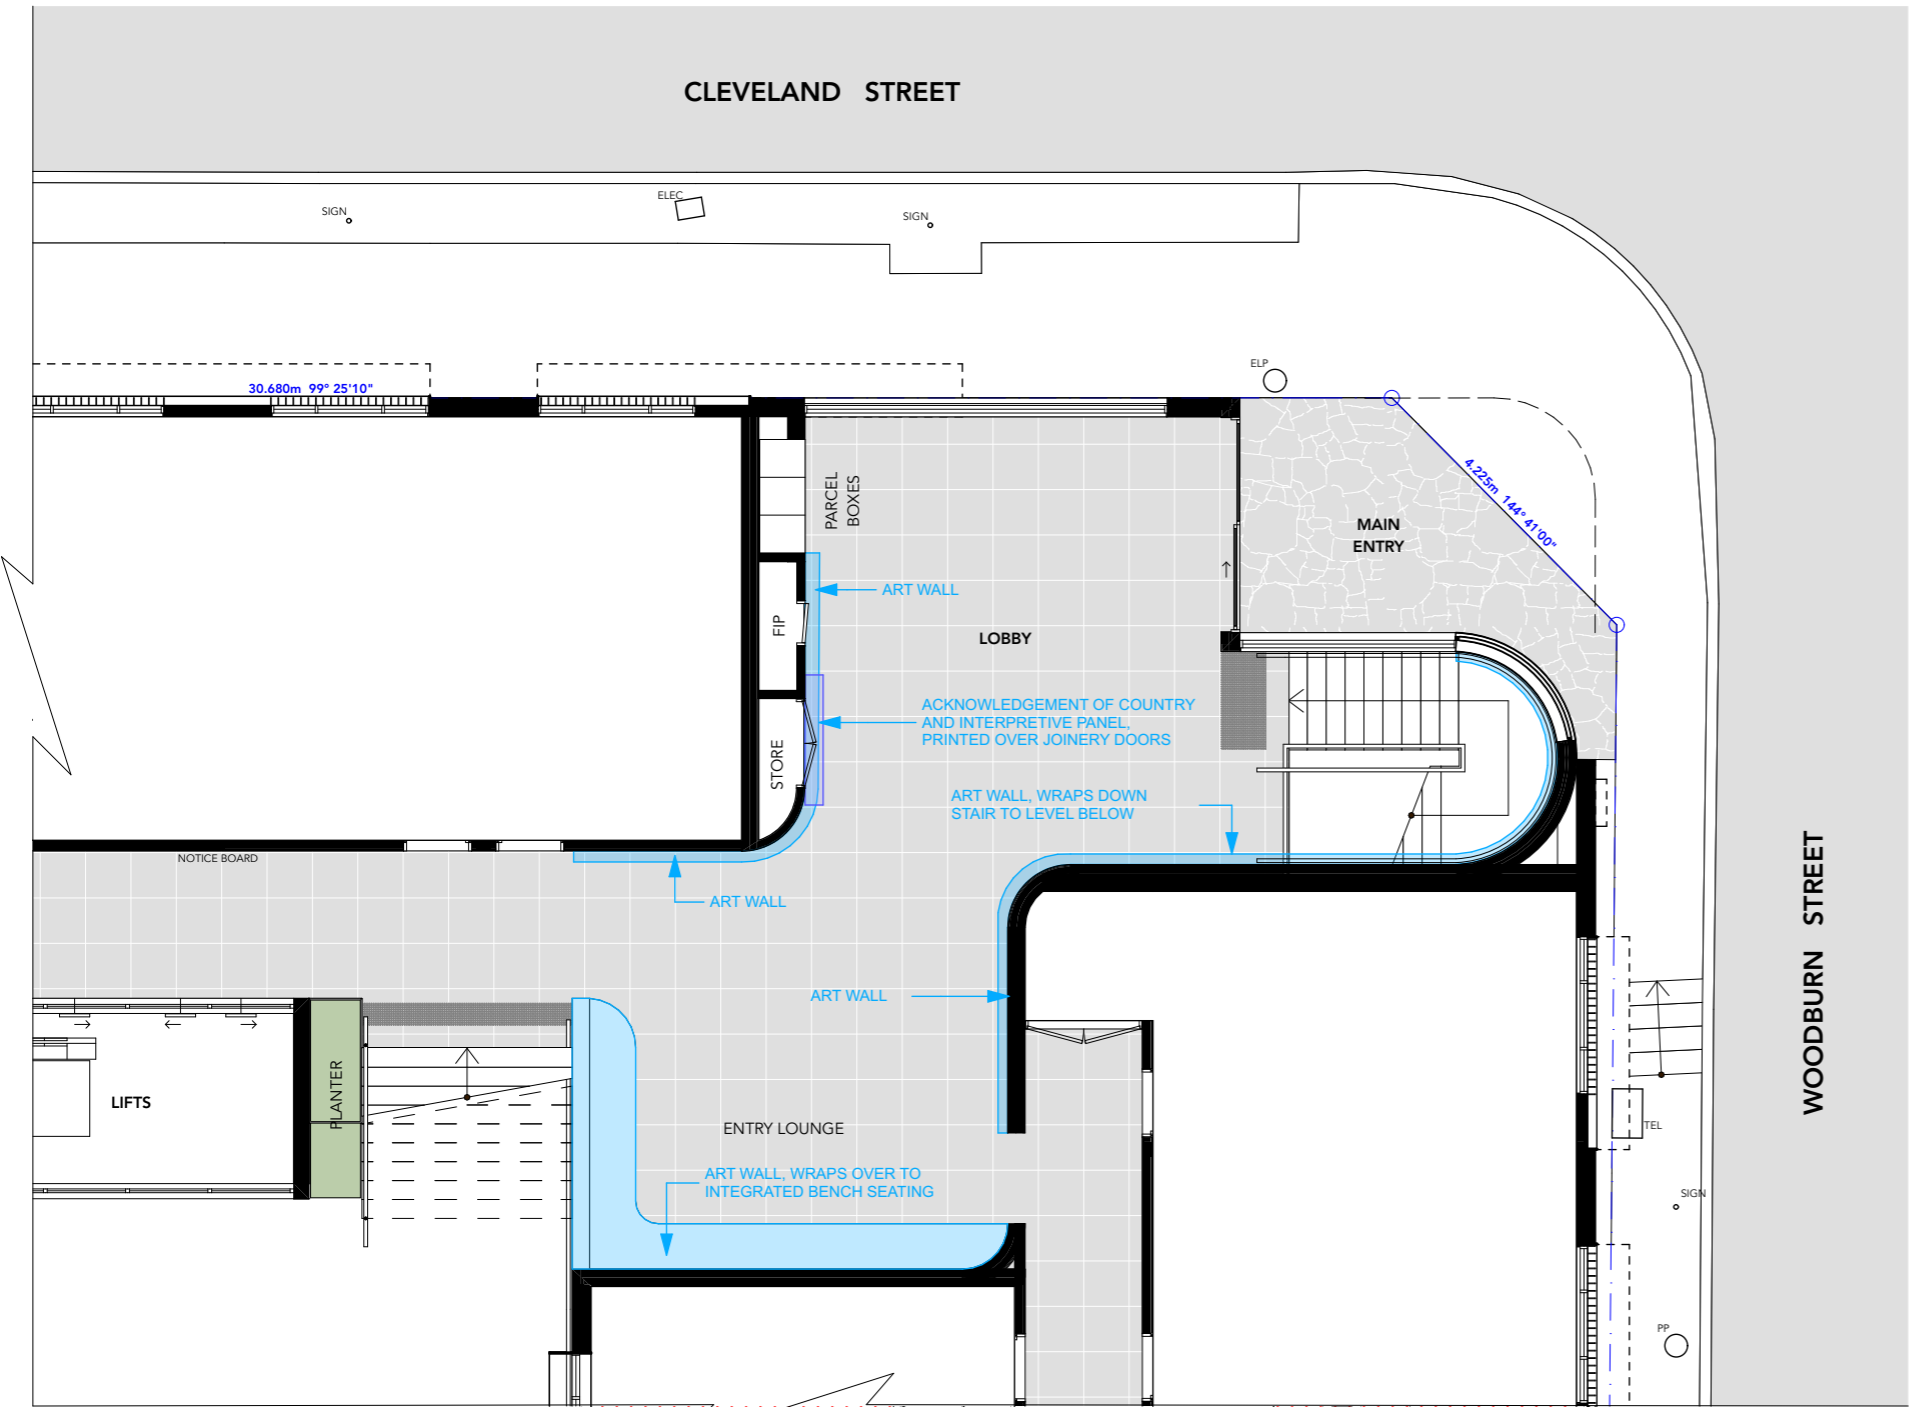 CLEVELAND STREET
ELEC
SIGN
SIGN
ELP
30.680m 99° 25'10"
4.225m 144° 41'00"
PARCEL
BOXES
MAIN
ENTRY
ART WALL
FIP
LOBBY
ACKNOWLEDGEMENT OF COUNTRY
AND INTERPRETIVE PANEL,
PRINTED OVER JOINERY DOORS
STORE
ART WALL, WRAPS DOWN
STAIR TO LEVEL BELOW
NOTICE BOARD
ART WALL
WOODBURN STREET
ART WALL
PLANTER
LIFTS
ENTRY LOUNGE
TEL
ART WALL, WRAPS OVER TO
INTEGRATED BENCH SEATING
SIGN
PP